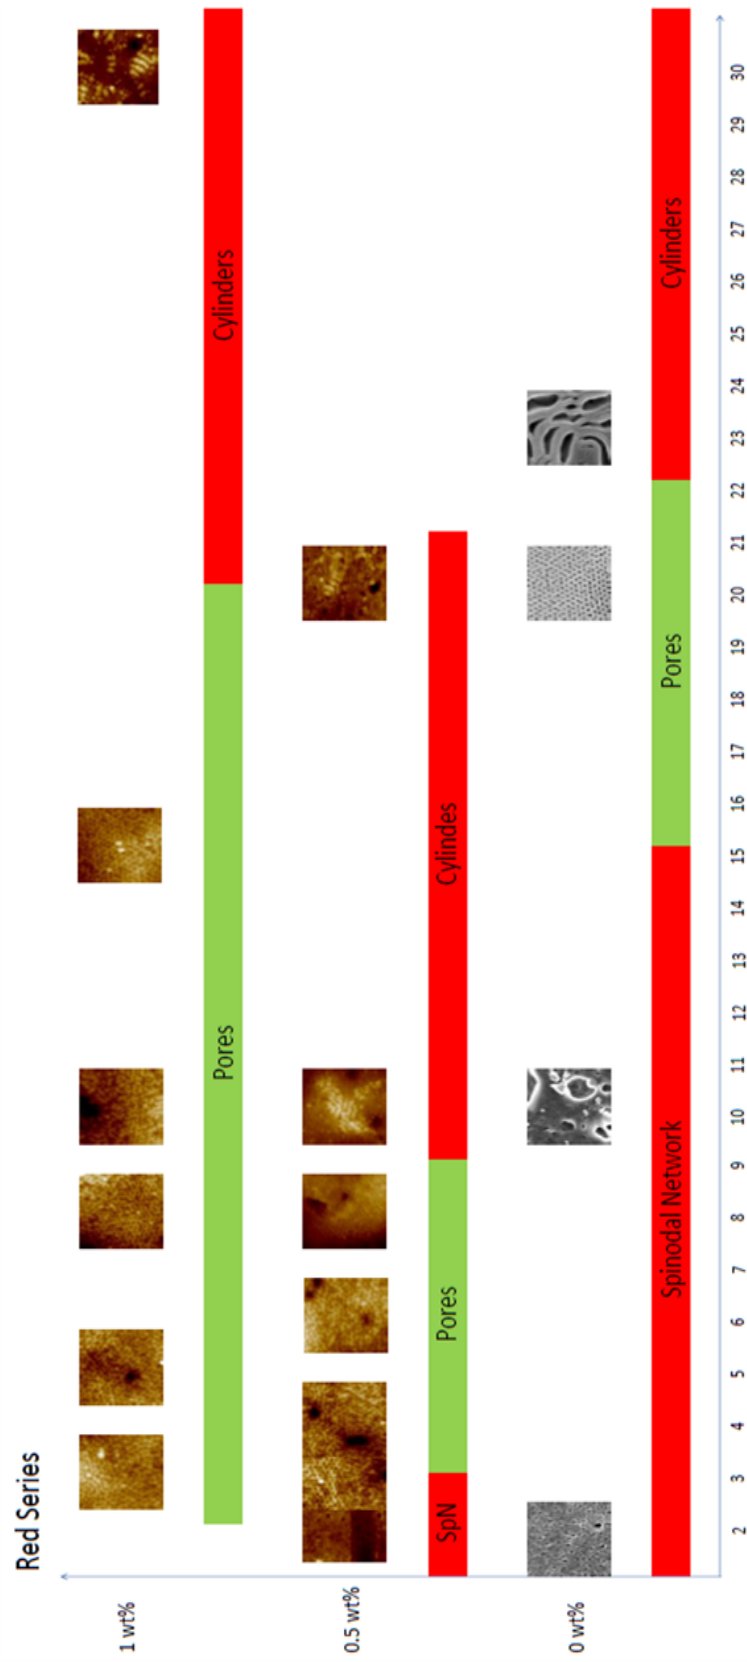 Red Series
1 wt%
Pores
Cylinders
0.5 wt%
SpN
Pores
Cylindes
0 wt%
Spinodal Network
Pores
Cylinders
2 3 4 5 6 7 8 9 10 11 12 13 14 15 16 17 18 19 20 21 22 23 24 25 26 27 28 29 30